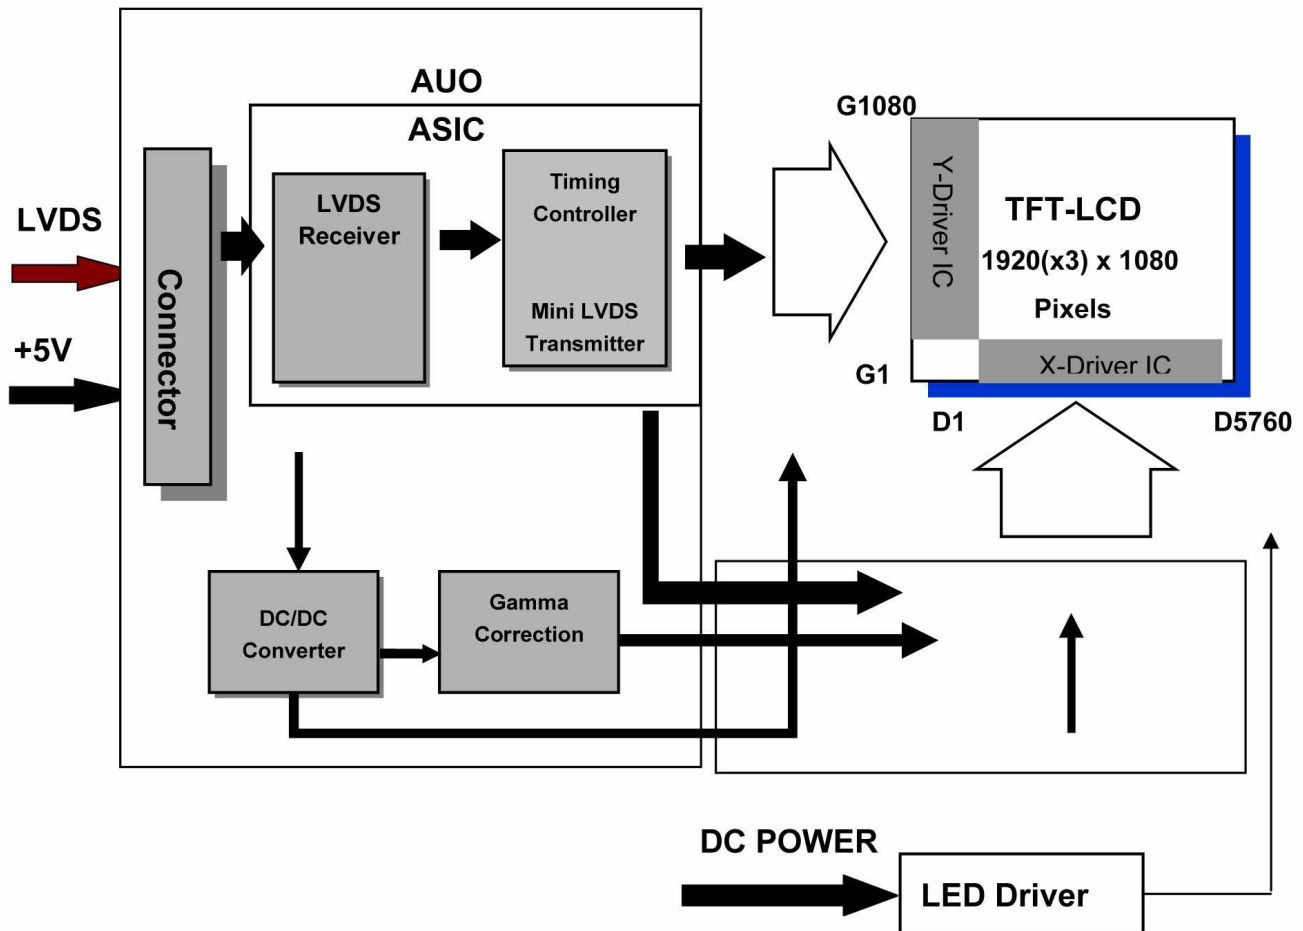 AUO
ASIC
G1080
LVDS
+5V
Connector
LVDS
Receiver
Timing
Controller
Mini LVDS
Transmitter
Y-Driver IC
TFT-LCD
1920(x3) x 1080
Pixels
X-Driver IC
G1
D1
D5760
DC/DC
Converter
Gamma
Correction
DC POWER
LED Driver